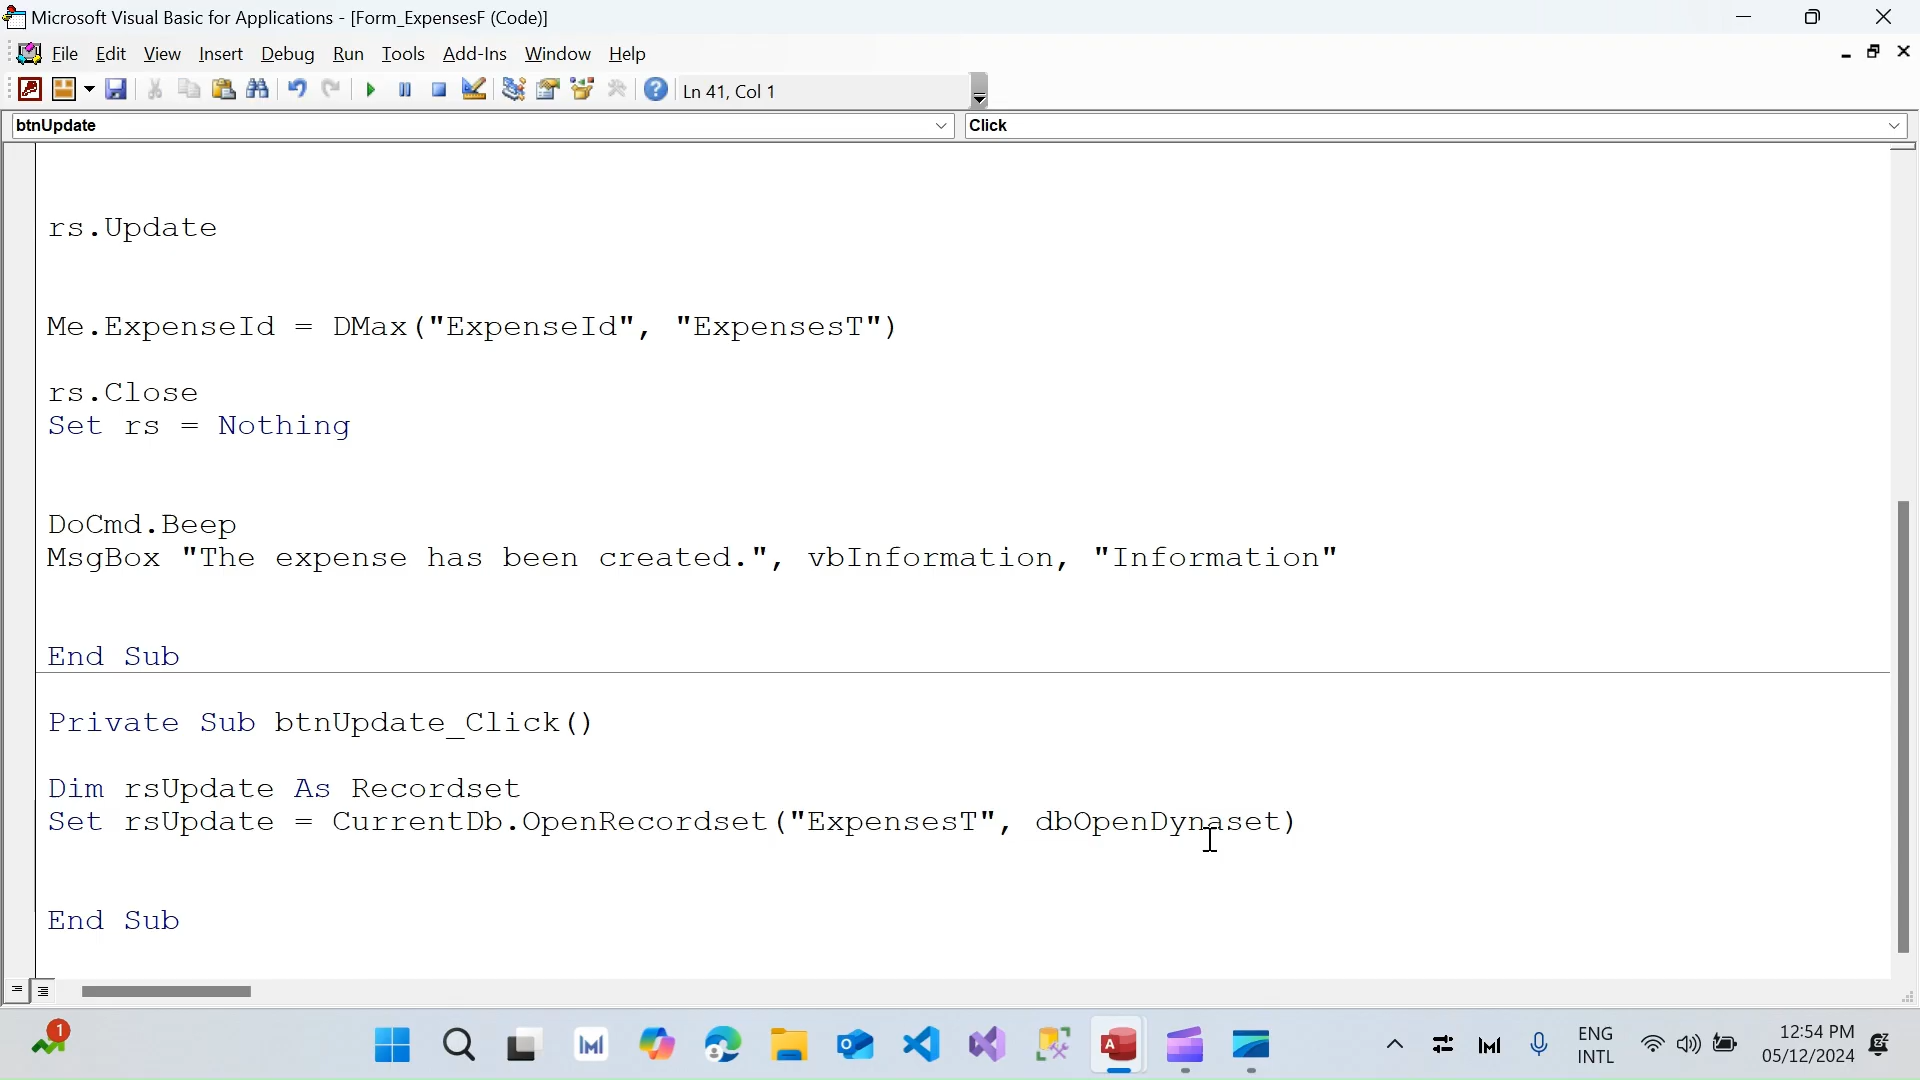 Microsoft Visual Basic for Applications - [Form_ExpensesF (Code)]
File Edit View Insert Debug Run Tools Add-Ins Window Help
Ln 41, Col 1
btnUpdate
Click
rs.Update
Me.ExpenseId = DMax("ExpenseId", "ExpensesT")
rs.Close
Set rs = Nothing
DoCmd.Beep
MsgBox "The expense has been created.", vbInformation, "Information"
End Sub
Private Sub btnUpdate_Click()
Dim rsUpdate As Recordset
Set rsUpdate = CurrentDb.OpenRecordset("ExpensesT", dbOpenDynaset)
End Sub
1
ENG
INTL
12:54 PM
05/12/2024